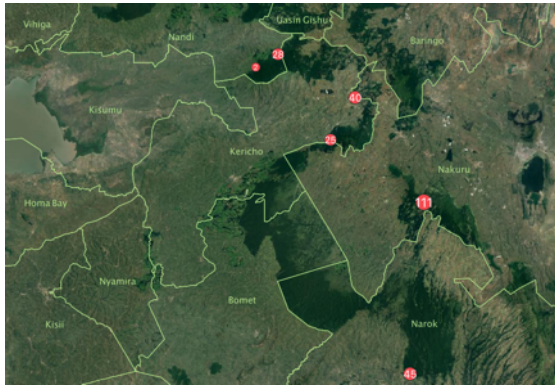 Uasin Gishu
Vihiga
Nandi
Baringo
28
2
40
Kisumu
25
Kericho
Nakuru
111
Homa Bay
Nyamira
Bomet
Kisii
Narok
45